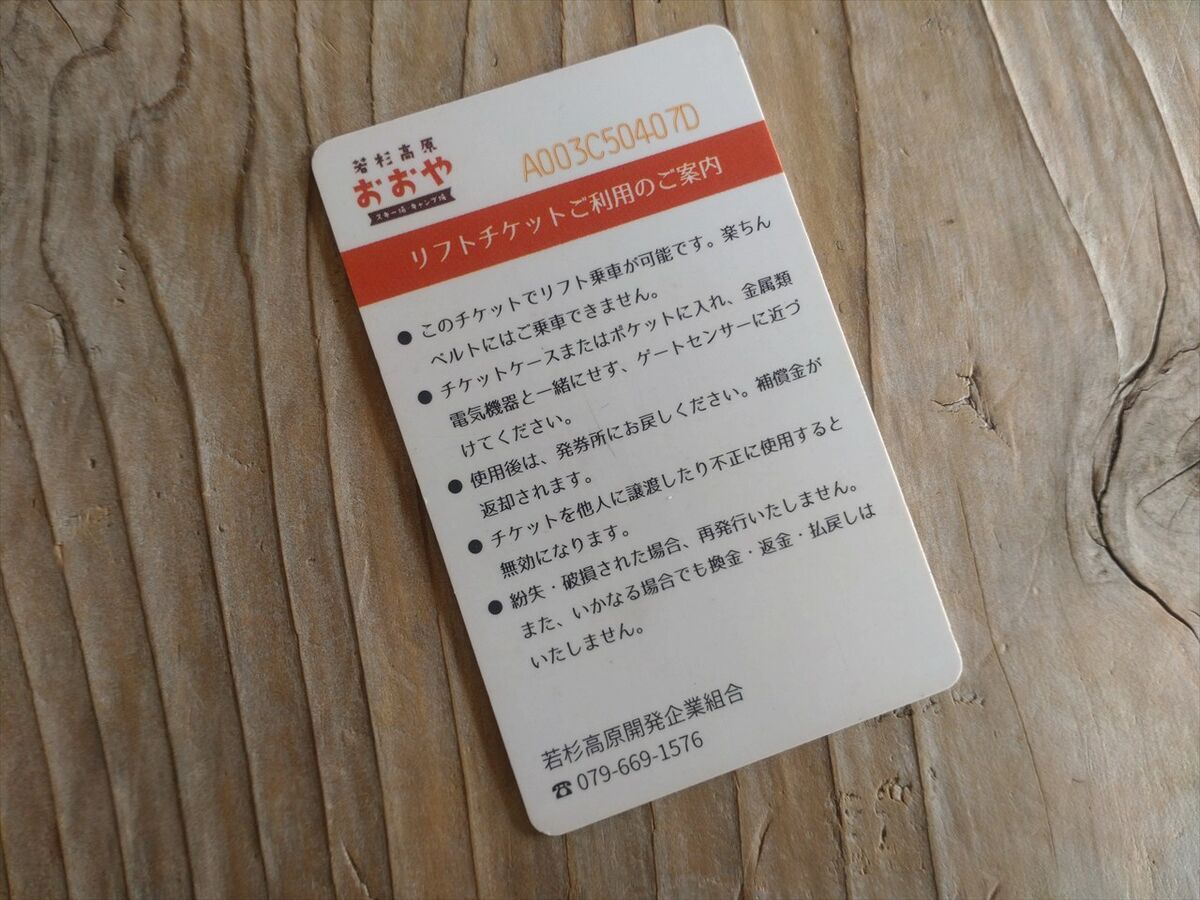 若杉高原
おおや
スキー場・キャンプ場
A003C50407D
リフトチケットご利用のご案内
●このチケットでリフト乗車が可能です。楽ちん
ベルトにはご乗車できません。
●チケットケースまたはポケットに入れ、金属類
電気機器と一緒にせず、ゲートセンサーに近づ
けてください。
●使用後は、発券所にお戻しください。補償金が
返却されます。
●チケットを他人に譲渡したり不正に使用すると
無効になります。
●紛失・破損された場合、再発行いたしません。
また、いかなる場合でも換金・返金・払戻しは
いたしません。
若杉高原開発企業組合
☎079-669-1576